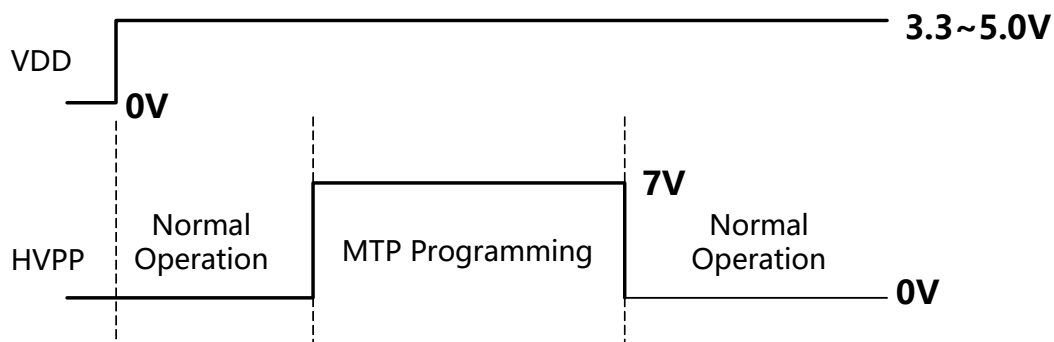 3.3~5.0V
VDD
0V
7V
Normal
Operation
MTP Programming
Normal
Operation
HVPP
0V